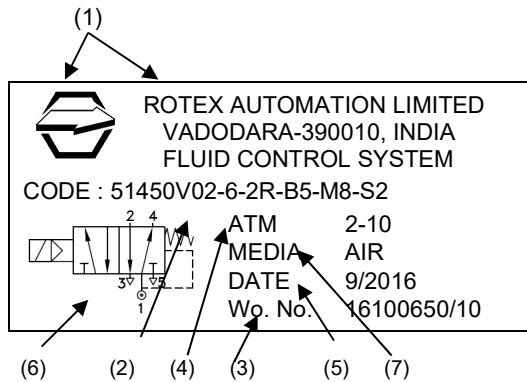 (1)
ROTEX AUTOMATION LIMITED
VADODARA-390010, INDIA
FLUID CONTROL SYSTEM
CODE : 51450V02-6-2R-B5-M8-S2
2 4
ATM 2-10
MEDIA AIR
DATE 9/2016
3 5
Wo. No. 16100650/10
1
(6) (2) (4) (3) (5) (7)